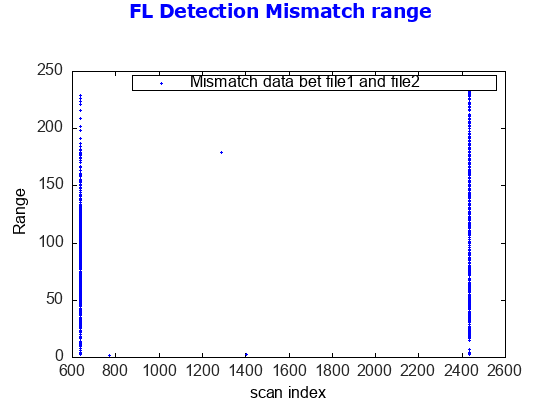 FL Detection Mismatch range
250
Mismatch data bet file1 and file2
200
150
Range
100
50
0
600 800 1000 1200 1400 1600 1800 2000 2200 2400 2600
scan index